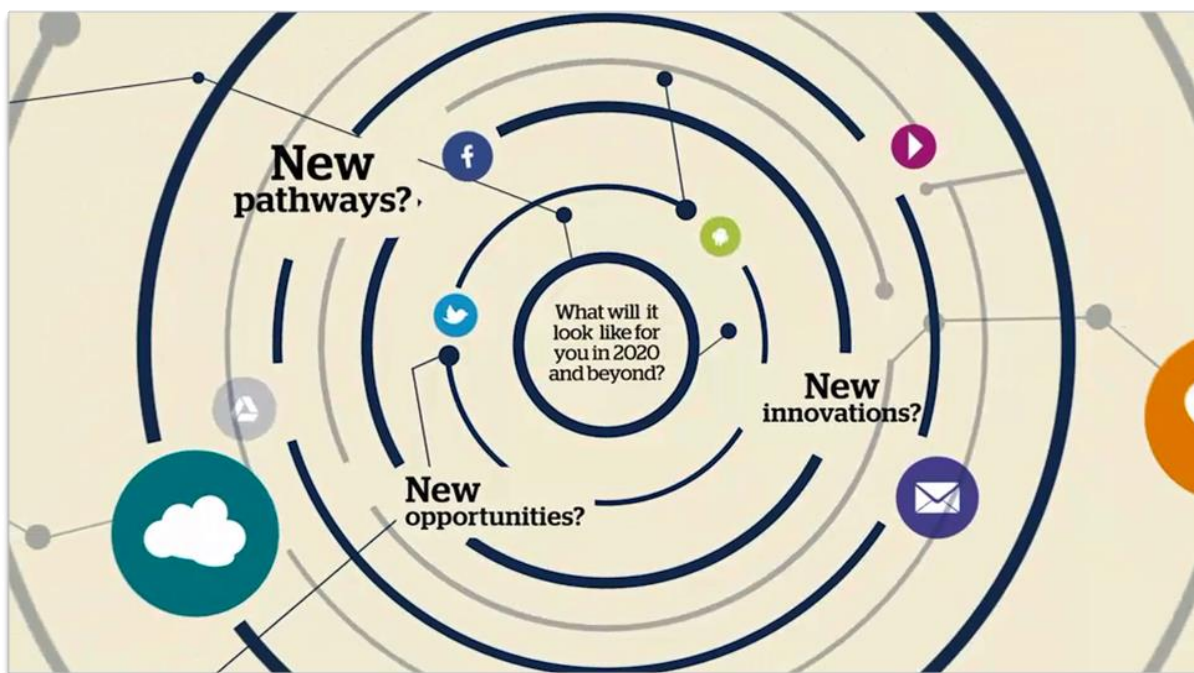 New
pathways?
What will it
look like for
you in 2020
and beyond?
New
innovations?
New
opportunities?